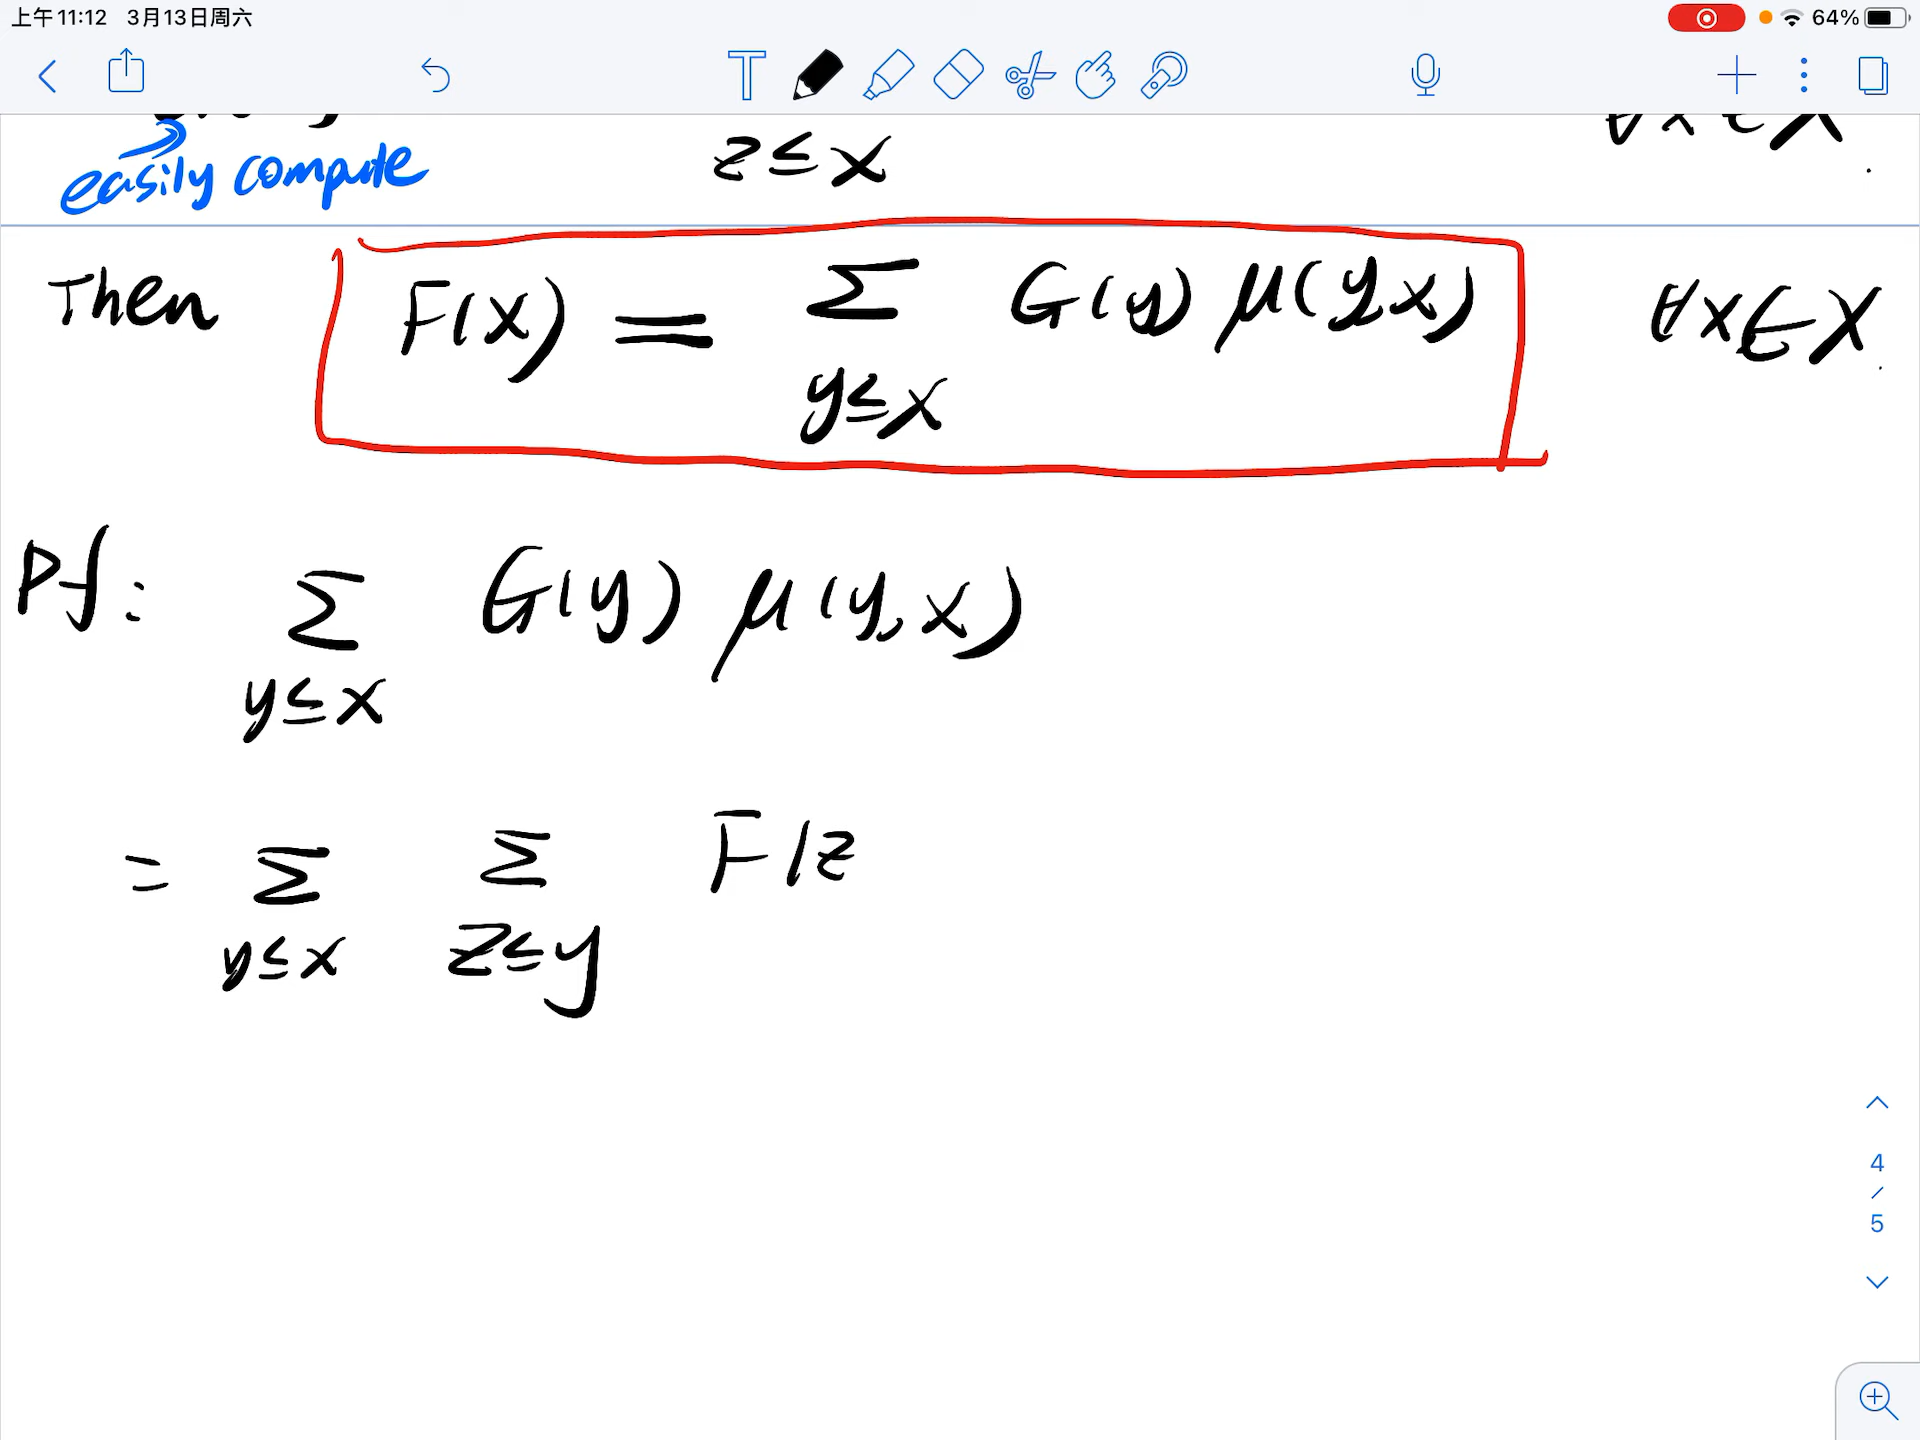 上午11:12 3月13日周六 64%
easily compute z≤x ∀x∈X.
Then F(x) = Σ G(y) μ(y,x) ∀x∈X.
y≤x
Pf: Σ G(y) μ(y,x)
y≤x
= Σ Σ F(z
y≤x z≤y
4
/
5